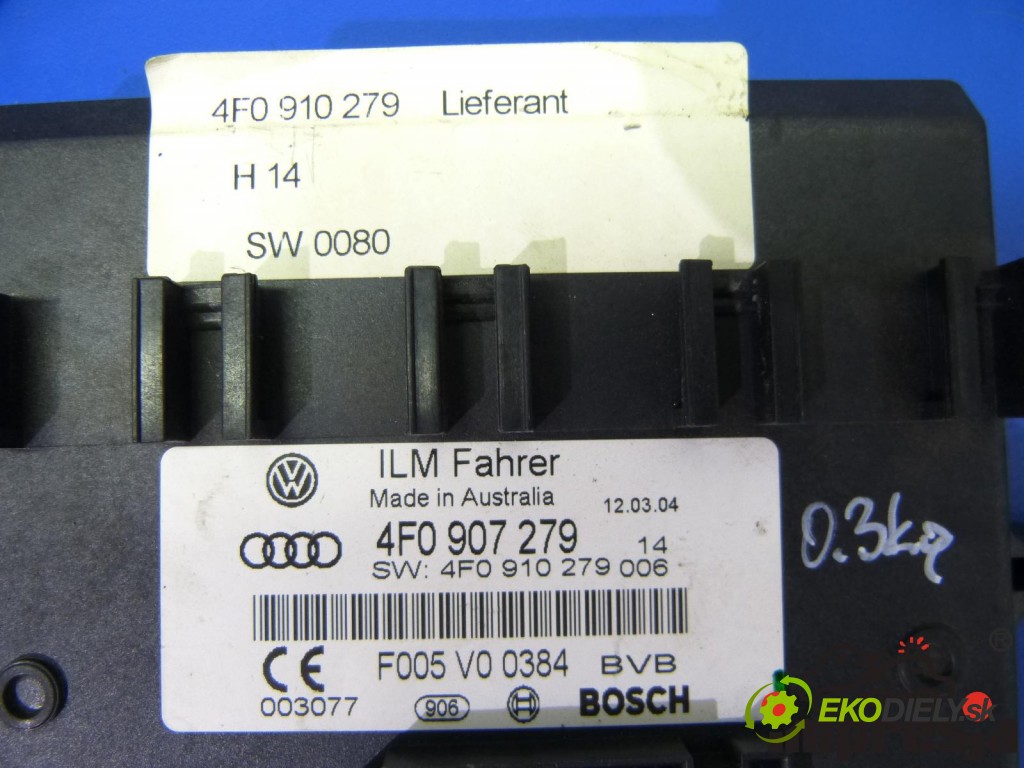 4F0 910 279 Lieferant
H 14
SW 0080
ILM Fahrer
Made in Australia 12.03.04
4F0 907 279 14
SW: 4F0 910 279 006
F005 V0 0384 BVB
003077 906 BOSCH
0.3kg
EKODIELY.sk